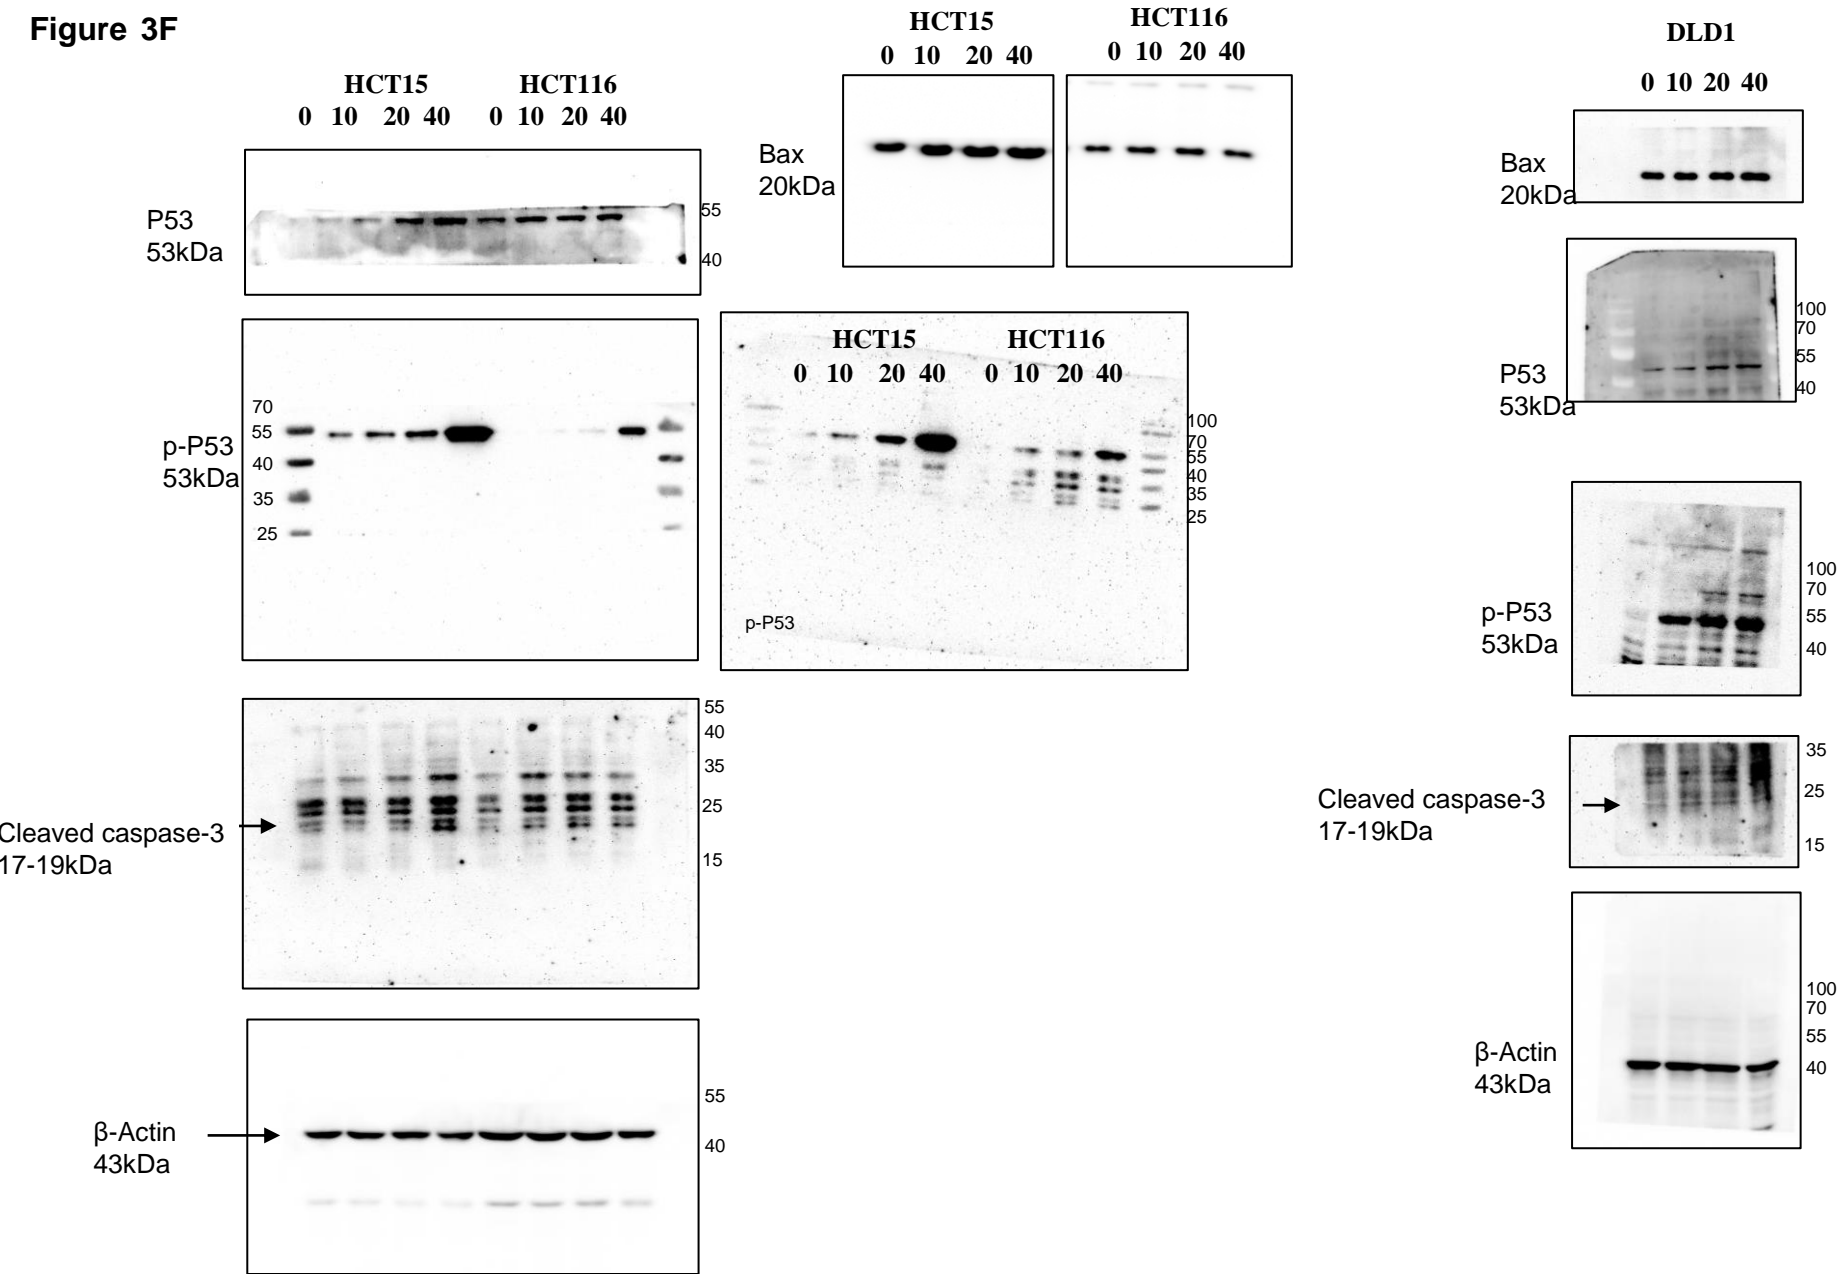 Figure 3F
HCT15 HCT116
0 10 20 40 0 10 20 40
P53
53kDa
55
40
p-P53
53kDa
70
55
40
35
25
Cleaved caspase-3
17-19kDa
55
40
35
25
15
β-Actin
43kDa
55
40
HCT15 HCT116
0 10 20 40 0 10 20 40
Bax
20kDa
HCT15 HCT116
0 10 20 40 0 10 20 40
100
70
55
40
35
25
p-P53
DLD1
0 10 20 40
Bax
20kDa
P53
53kDa
100
70
55
40
p-P53
53kDa
100
70
55
40
Cleaved caspase-3
17-19kDa
35
25
15
β-Actin
43kDa
100
70
55
40